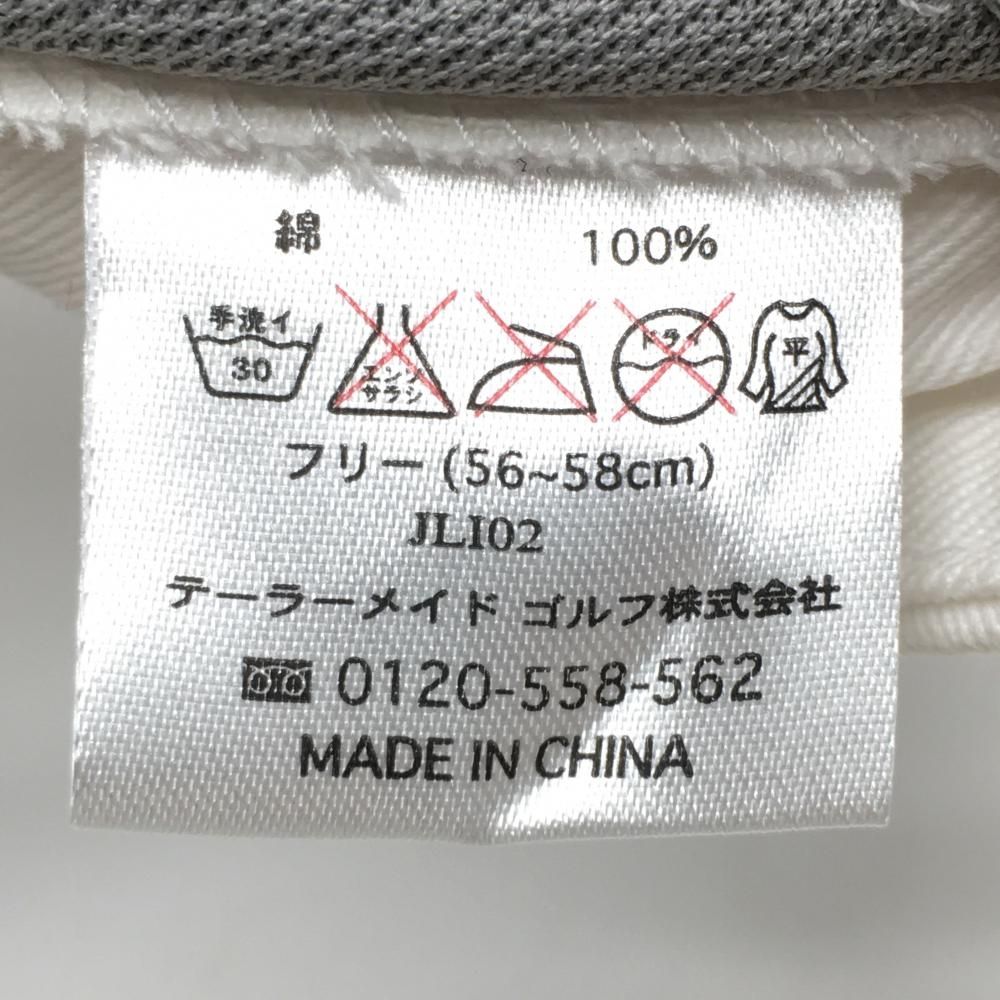 綿 100%
手洗イ 30 エンソサラシ ドライ 平
フリー (56~58cm)
JLI02
テーラーメイド ゴルフ株式会社
0120-558-562
MADE IN CHINA